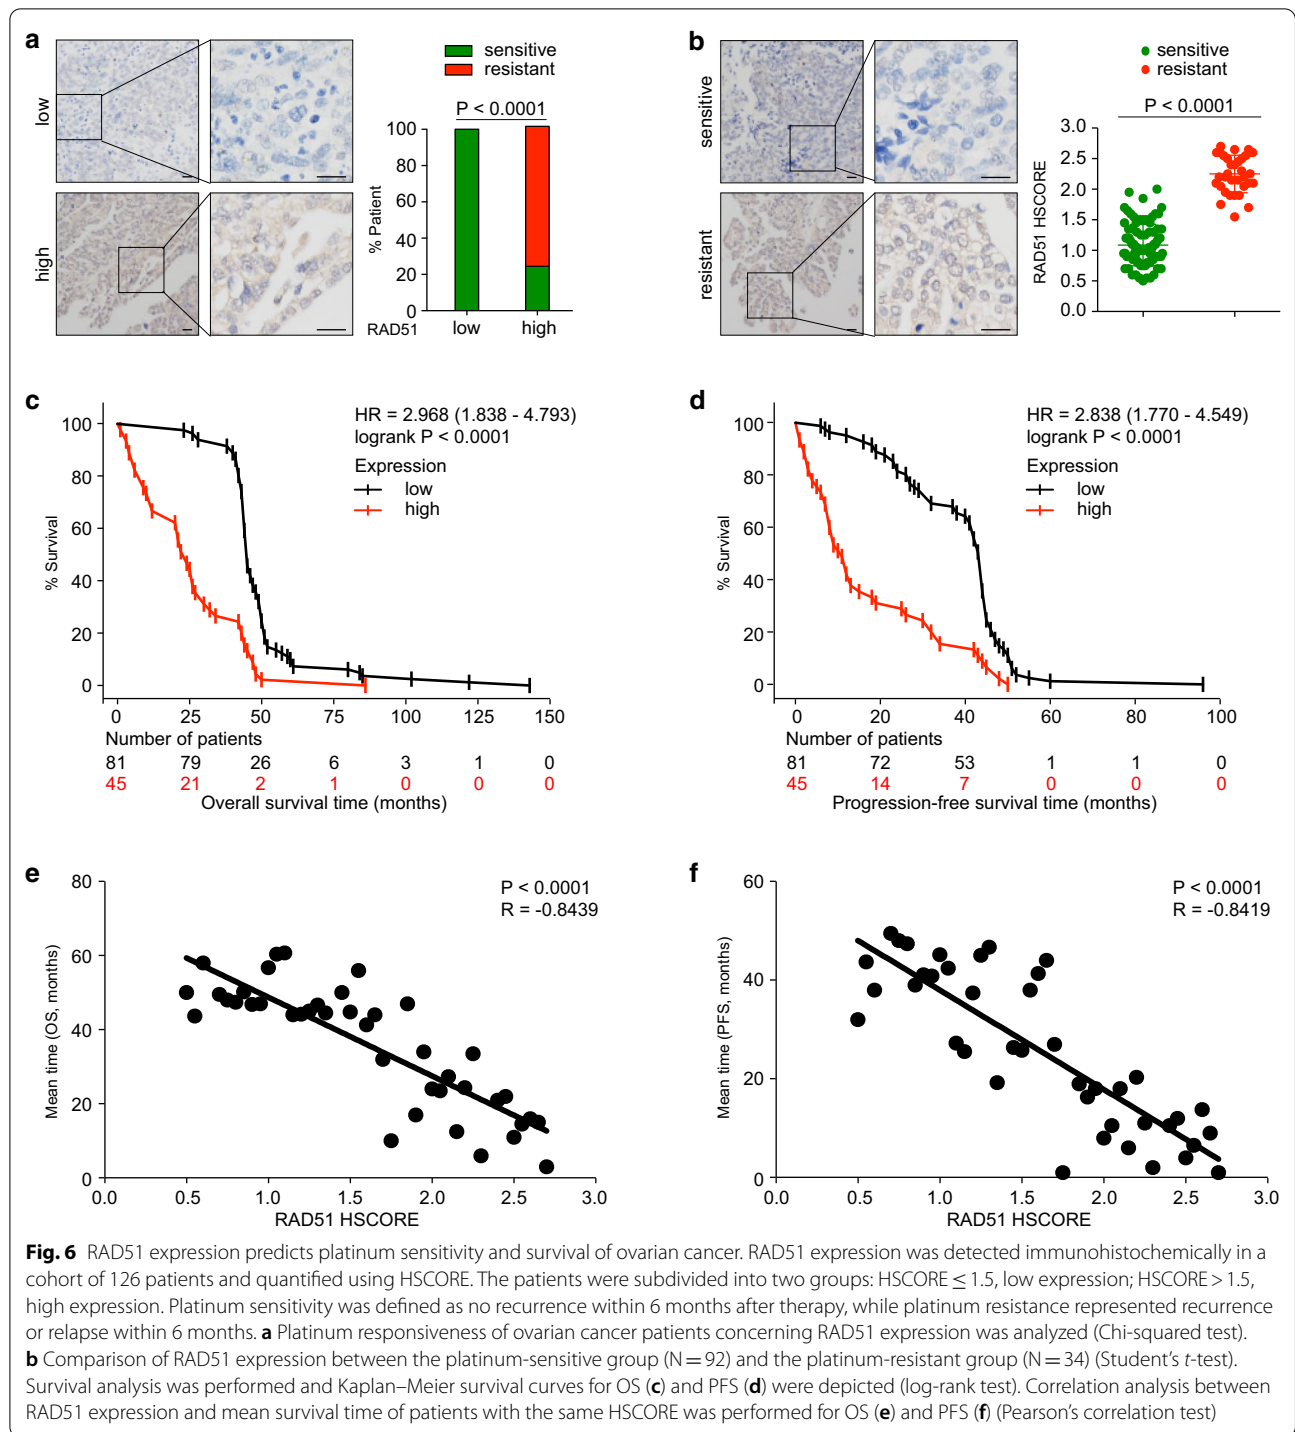 a
sensitive
resistant
low
high
P < 0.0001
% Patient
100
80
60
40
20
0
RAD51 low high
b
sensitive
resistant
sensitive
resistant
P < 0.0001
RAD51 HSCORE
3.0
2.5
2.0
1.5
1.0
0.5
0.0
c
HR = 2.968 (1.838 - 4.793)
logrank P < 0.0001
Expression
low
high
% Survival
100
80
60
40
20
0
0 25 50 75 100 125 150
Number of patients
81 79 26 6 3 1 0
45 21 2 1 0 0 0
Overall survival time (months)
d
HR = 2.838 (1.770 - 4.549)
logrank P < 0.0001
Expression
low
high
% Survival
100
80
60
40
20
0
0 20 40 60 80 100
Number of patients
81 72 53 1 1 0
45 14 7 0 0 0
Progression-free survival time (months)
e
P < 0.0001
R = -0.8439
Mean time (OS, months)
80
60
40
20
0
0.0 0.5 1.0 1.5 2.0 2.5 3.0
RAD51 HSCORE
f
P < 0.0001
R = -0.8419
Mean time (PFS, months)
60
40
20
0
0.0 0.5 1.0 1.5 2.0 2.5 3.0
RAD51 HSCORE
Fig. 6 RAD51 expression predicts platinum sensitivity and survival of ovarian cancer. RAD51 expression was detected immunohistochemically in a
cohort of 126 patients and quantified using HSCORE. The patients were subdivided into two groups: HSCORE ≤ 1.5, low expression; HSCORE > 1.5,
high expression. Platinum sensitivity was defined as no recurrence within 6 months after therapy, while platinum resistance represented recurrence
or relapse within 6 months. a Platinum responsiveness of ovarian cancer patients concerning RAD51 expression was analyzed (Chi-squared test).
b Comparison of RAD51 expression between the platinum-sensitive group (N = 92) and the platinum-resistant group (N = 34) (Student's t-test).
Survival analysis was performed and Kaplan–Meier survival curves for OS (c) and PFS (d) were depicted (log-rank test). Correlation analysis between
RAD51 expression and mean survival time of patients with the same HSCORE was performed for OS (e) and PFS (f) (Pearson's correlation test)